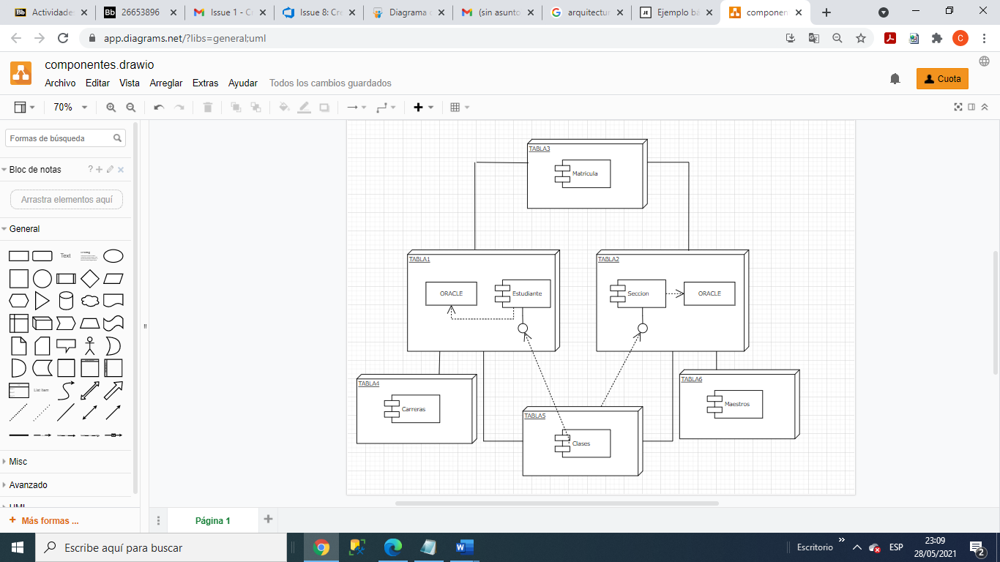 Actividades
26653896
Issue 1 - Cr
Issue 8: Cre
Diagrama d
(sin asunto
arquitectur
Ejemplo bá
componen
app.diagrams.net/?libs=general;uml
C
componentes.drawio
Archivo Editar Vista Arreglar Extras Ayudar Todos los cambios guardados
Cuota
70%
Formas de búsqueda
Bloc de notas
Arrastra elementos aquí
General
Text
List Item
Misc
Avanzado
UML
+ Más formas ...
TABLA3
Matricula
TABLA1
ORACLE
Estudiante
TABLA2
Seccion
ORACLE
TABLA4
Carreras
TABLA5
Clases
TABLA6
Maestros
Página 1
Escribe aquí para buscar
Escritorio
ESP
23:09
28/05/2021
2